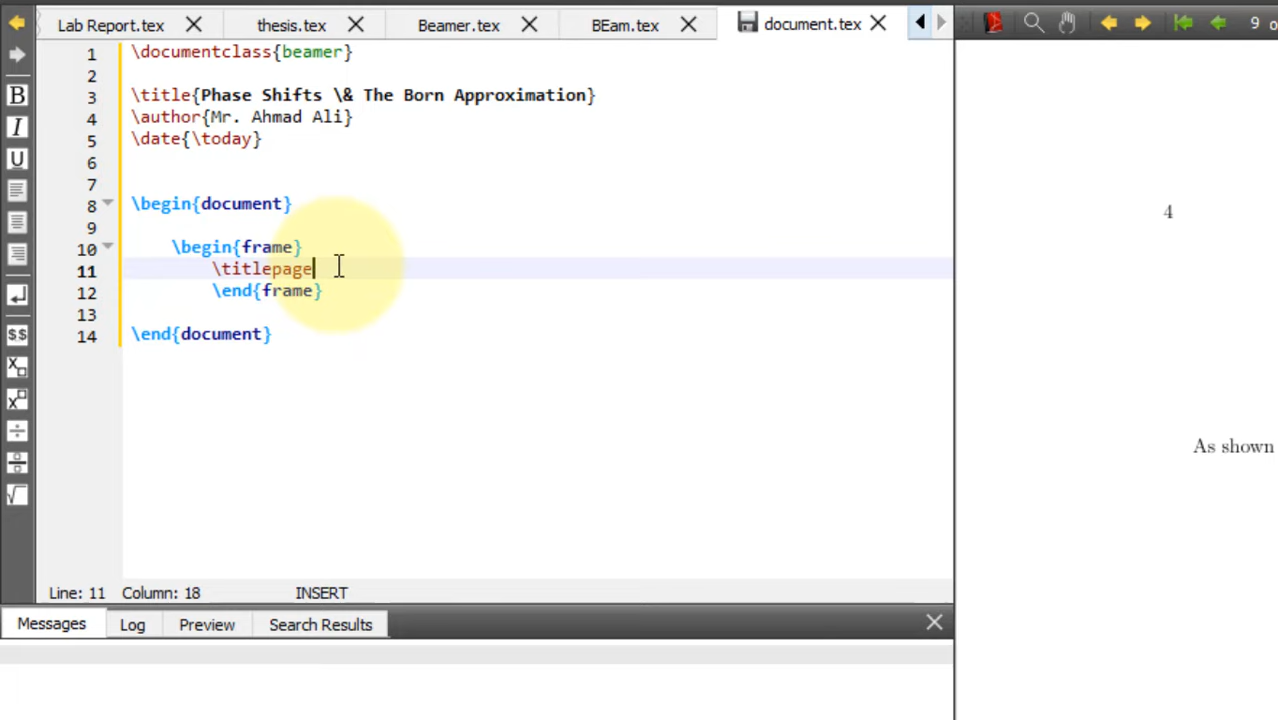 Lab Report.tex thesis.tex Beamer.tex BEam.tex document.tex
9 o
1 \documentclass{beamer}
2
3 \title{Phase Shifts \& The Born Approximation}
4 \author{Mr. Ahmad Ali}
5 \date{\today}
6
7
8 \begin{document}
9
10 \begin{frame}
11 \titlepage
12 \end{frame}
13
14 \end{document}
B
I
U
$$
4
As shown
Line: 11 Column: 18 INSERT
Messages Log Preview Search Results